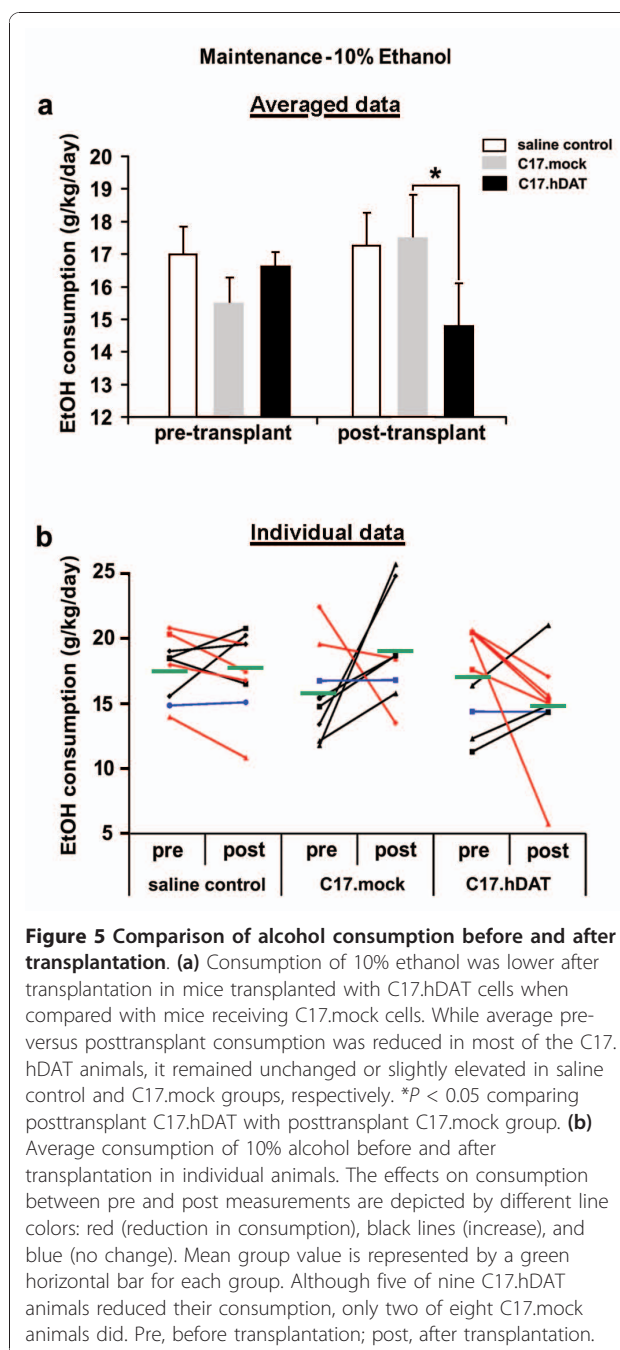 Maintenance-10% Ethanol
a
Averaged data
saline control
C17.mock
C17.hDAT
*
EtOH consumption (g/kg/day)
20
19
18
17
16
15
14
13
12
pre-transplant
post-transplant
b
Individual data
EtOH consumption (g/kg/day)
25
20
15
10
5
pre post pre post pre post
saline control C17.mock C17.hDAT
Figure 5 Comparison of alcohol consumption before and after
transplantation. (a) Consumption of 10% ethanol was lower after
transplantation in mice transplanted with C17.hDAT cells when
compared with mice receiving C17.mock cells. While average pre-
versus posttransplant consumption was reduced in most of the C17.
hDAT animals, it remained unchanged or slightly elevated in saline
control and C17.mock groups, respectively. *P < 0.05 comparing
posttransplant C17.hDAT with posttransplant C17.mock group. (b)
Average consumption of 10% alcohol before and after
transplantation in individual animals. The effects on consumption
between pre and post measurements are depicted by different line
colors: red (reduction in consumption), black lines (increase), and
blue (no change). Mean group value is represented by a green
horizontal bar for each group. Although five of nine C17.hDAT
animals reduced their consumption, only two of eight C17.mock
animals did. Pre, before transplantation; post, after transplantation.